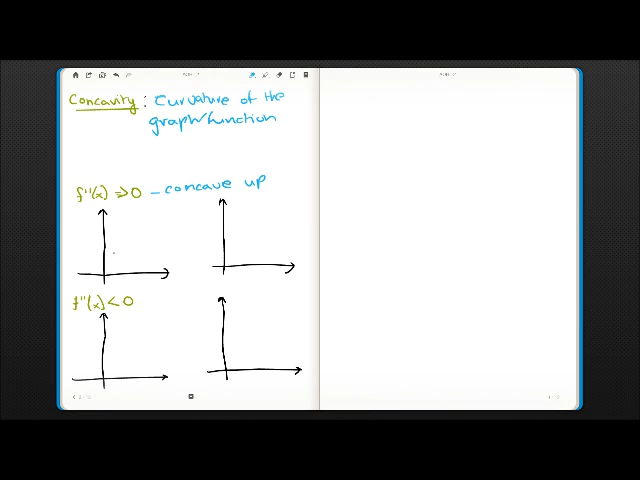 Concavity : Curvature of the
graph/function
f''(x) > 0 - concave up
f''(x) < 0